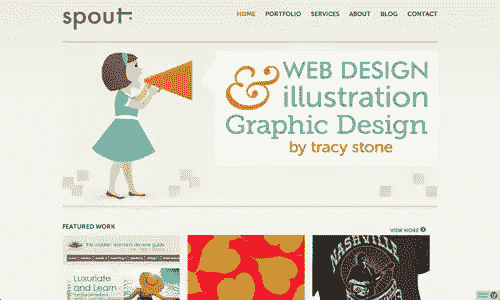 spout
HOME PORTFOLIO SERVICES ABOUT BLOG CONTACT
& WEB DESIGN
illustration
Graphic Design
by tracy stone
FEATURED WORK
VIEW MORE
the modern woman's divorce guide
Luxuriate
and Learn
NASHVILLE